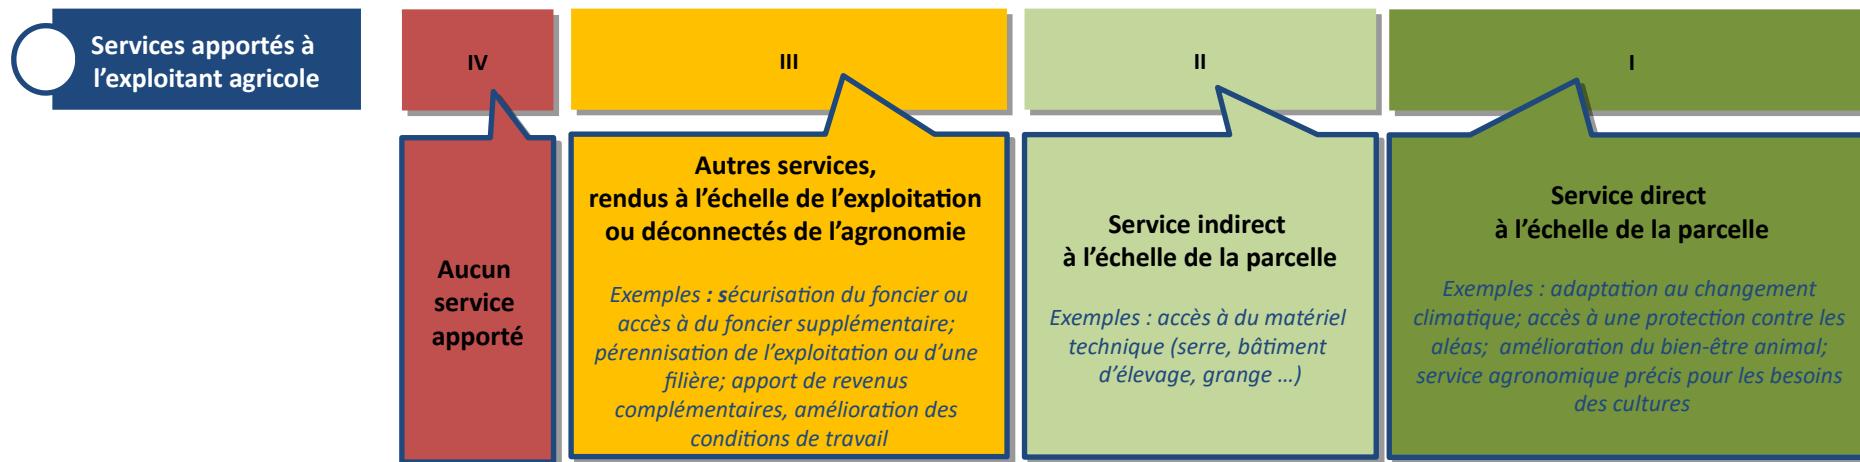 Services apportés à
l’exploitant agricole
IV
III
II
I
Aucun
service
apporté
Autres services,
rendus à l’échelle de l’exploitation
ou déconnectés de l’agronomie
Exemples : sécurisation du foncier ou
accès à du foncier supplémentaire;
pérennisation de l’exploitation ou d’une
filière; apport de revenus
complémentaires, amélioration des
conditions de travail
Service indirect
à l’échelle de la parcelle
Exemples : accès à du matériel
technique (serre, bâtiment
d’élevage, grange …)
Service direct
à l’échelle de la parcelle
Exemples : adaptation au changement
climatique; accès à une protection contre les
aléas; amélioration du bien-être animal;
service agronomique précis pour les besoins
des cultures